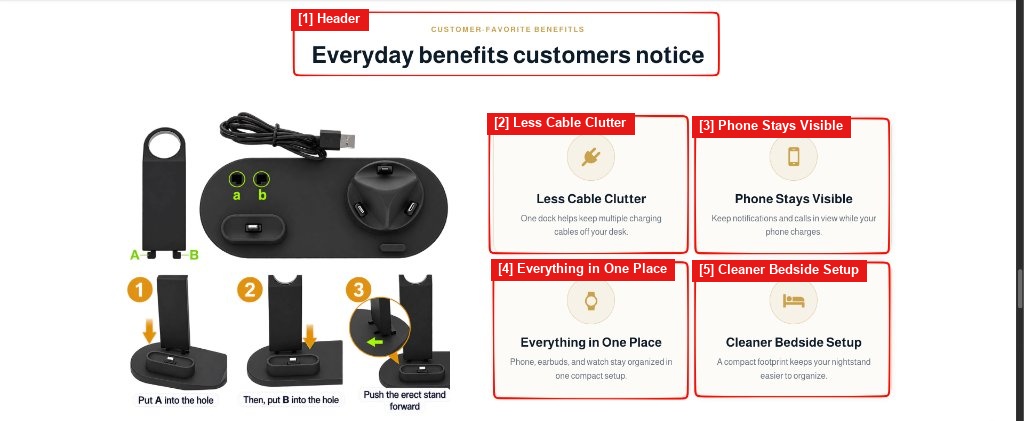 [1] Header
CUSTOMER-FAVORITE BENEFITLS
Everyday benefits customers notice
a
b
A
B
1
2
3
Put A into the hole
Then, put B into the hole
Push the erect stand
forward
[2] Less Cable Clutter
Less Cable Clutter
One dock helps keep multiple charging
cables off your desk.
[3] Phone Stays Visible
Phone Stays Visible
Keep notifications and calls in view while your
phone charges.
[4] Everything in One Place
Everything in One Place
Phone, earbuds, and watch stay organized in
one compact setup.
[5] Cleaner Bedside Setup
Cleaner Bedside Setup
A compact footprint keeps your nightstand
easier to organize.